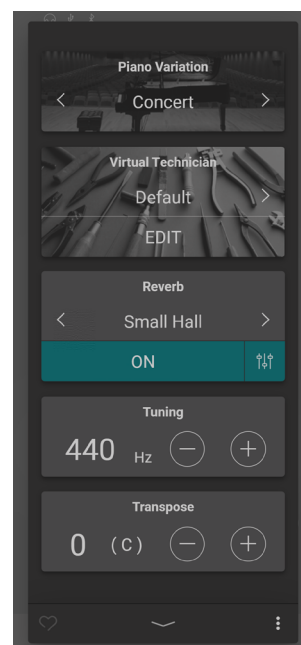 Piano Variation
Concert
Virtual Technician
Default
EDIT
Reverb
Small Hall
ON
Tuning
440 Hz
Transpose
0 (C)